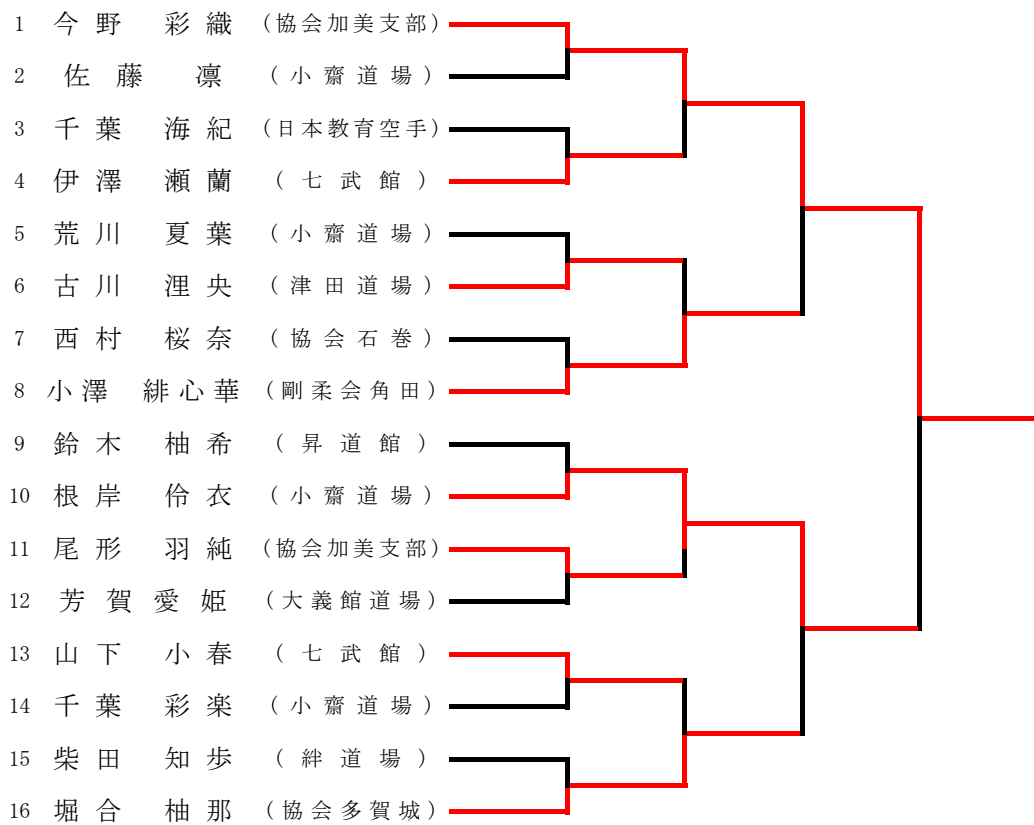 1 今野 彩織 (協会加美支部)
2 佐藤 凛 (小齋道場)
3 千葉 海紀 (日本教育空手)
4 伊澤 瀬蘭 (七武館)
5 荒川 夏葉 (小齋道場)
6 古川 浬央 (津田道場)
7 西村 桜奈 (協会石巻)
8 小澤 緋心華 (剛柔会角田)
9 鈴木 柚希 (昇道館)
10 根岸 伶衣 (小齋道場)
11 尾形 羽純 (協会加美支部)
12 芳賀愛姫 (大義館道場)
13 山下 小春 (七武館)
14 千葉 彩楽 (小齋道場)
15 柴田 知歩 (絆道場)
16 堀合 柚那 (協会多賀城)